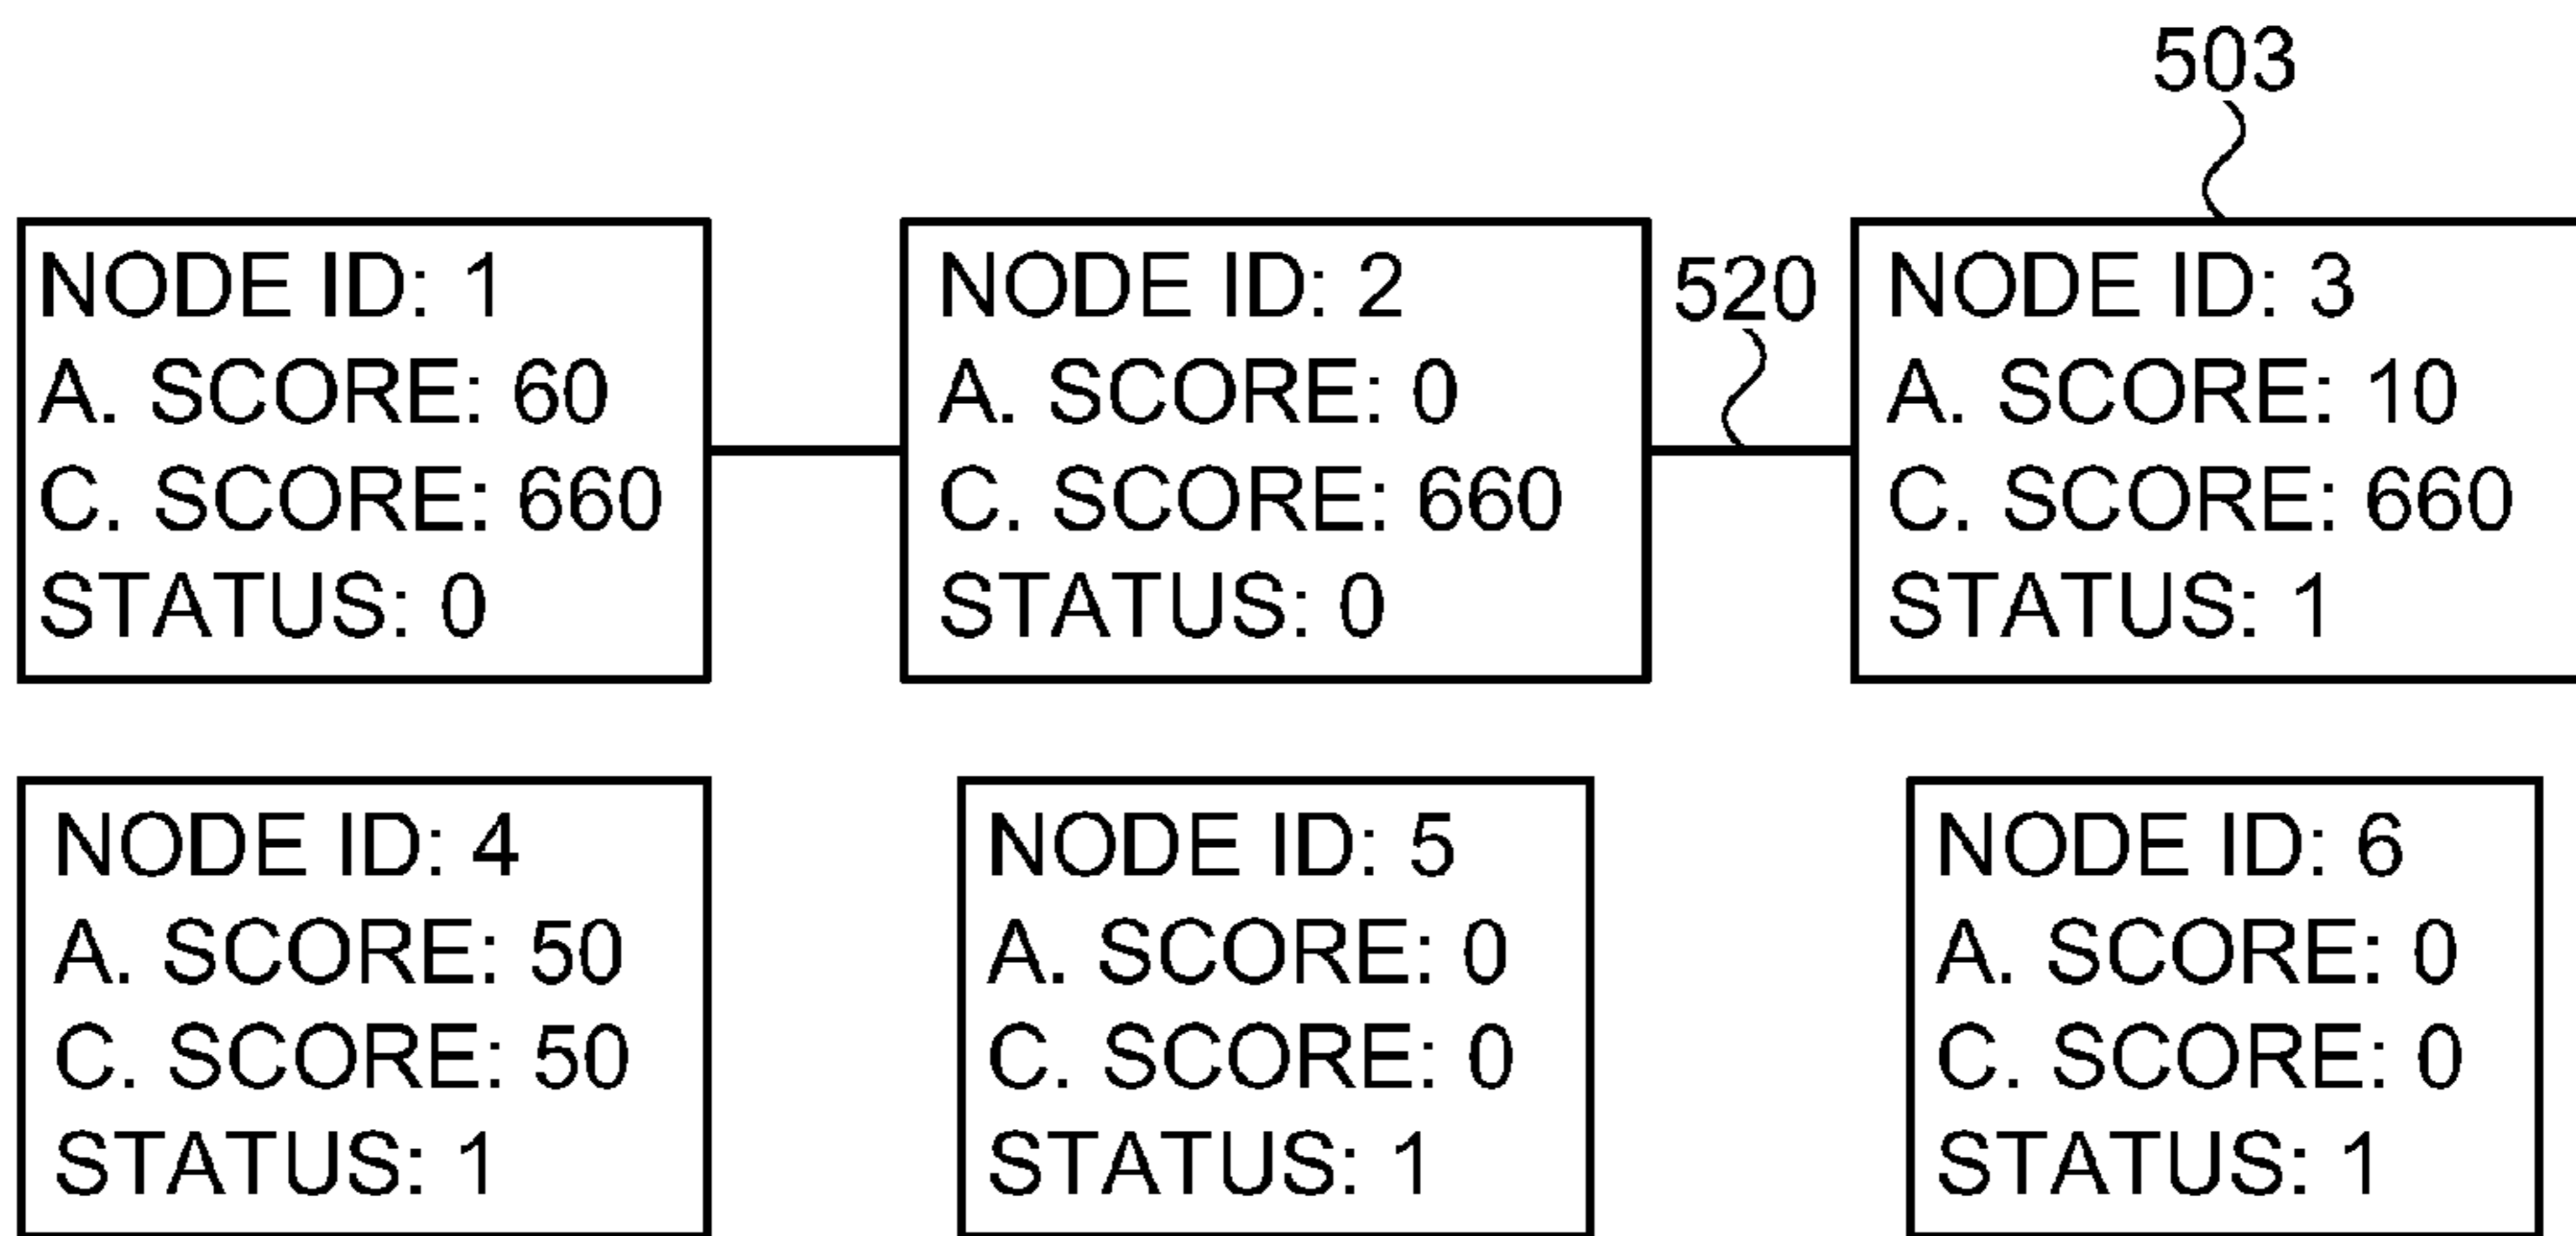 503
NODE ID: 1
A. SCORE: 60
C. SCORE: 660
STATUS: 0
NODE ID: 2
A. SCORE: 0
C. SCORE: 660
STATUS: 0
520
NODE ID: 3
A. SCORE: 10
C. SCORE: 660
STATUS: 1
NODE ID: 4
A. SCORE: 50
C. SCORE: 50
STATUS: 1
NODE ID: 5
A. SCORE: 0
C. SCORE: 0
STATUS: 1
NODE ID: 6
A. SCORE: 0
C. SCORE: 0
STATUS: 1